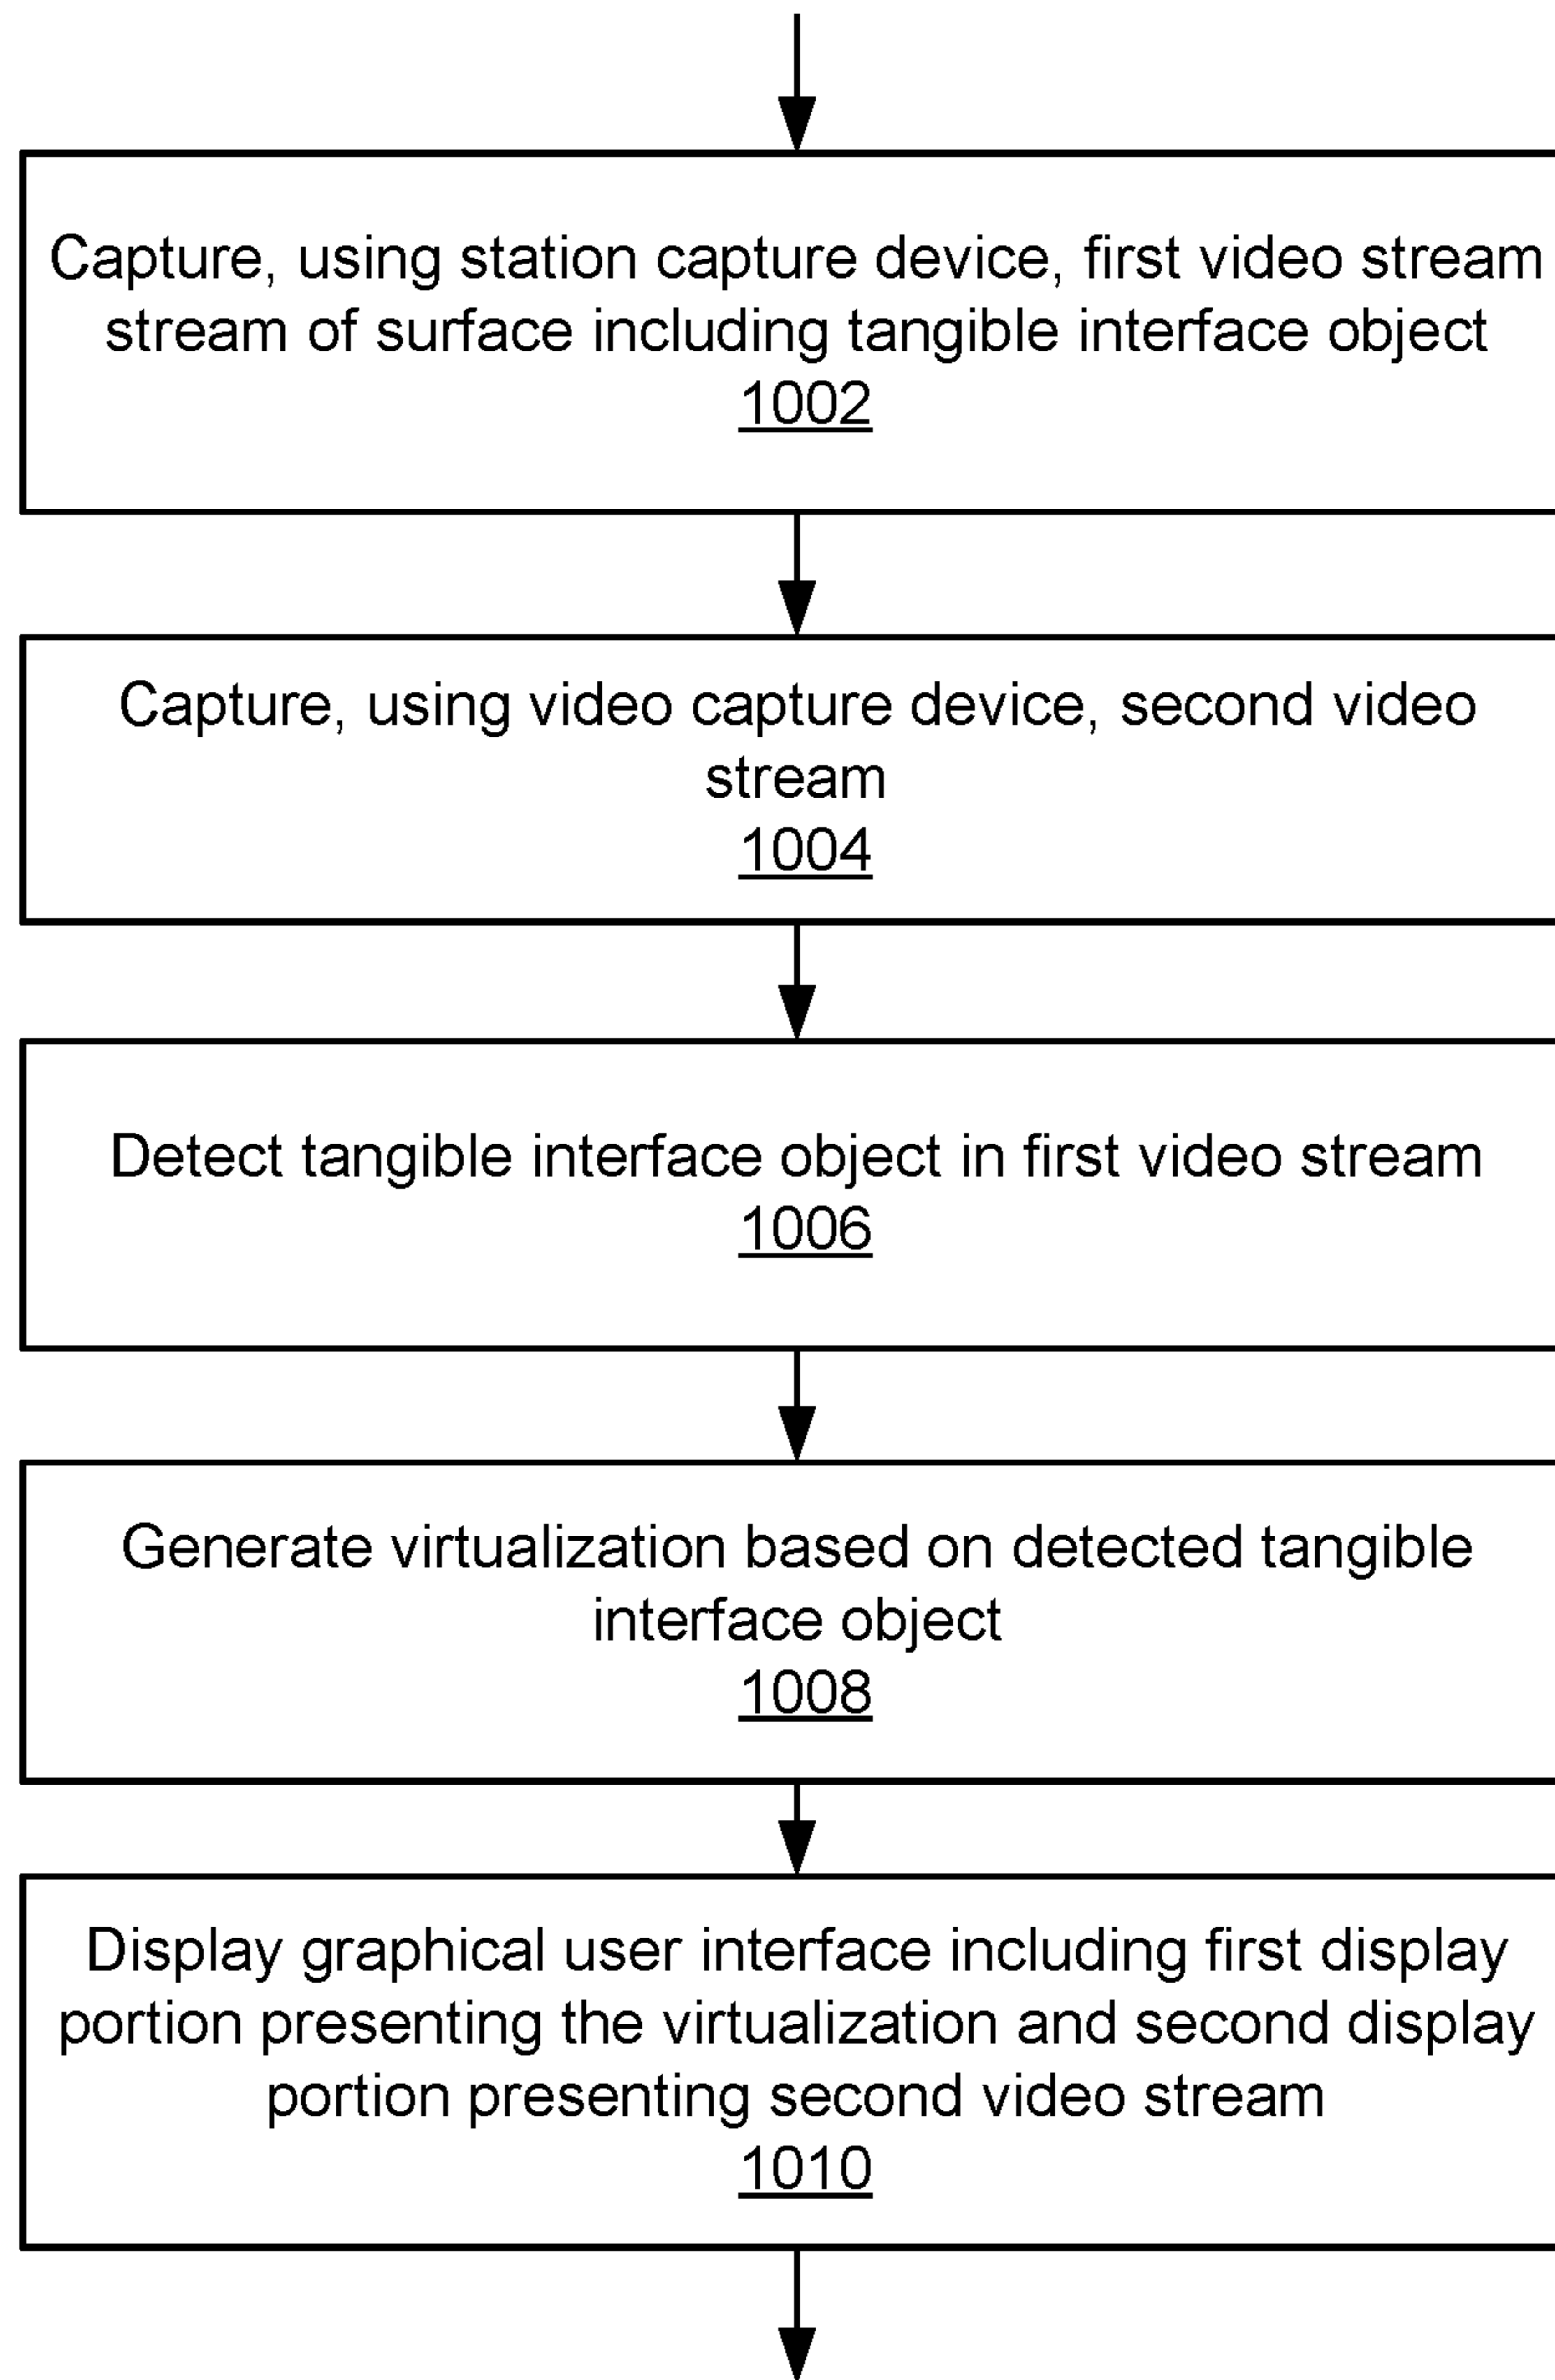 Capture, using station capture device, first video stream
stream of surface including tangible interface object
1002
Capture, using video capture device, second video
stream
1004
Detect tangible interface object in first video stream
1006
Generate virtualization based on detected tangible
interface object
1008
Display graphical user interface including first display
portion presenting the virtualization and second display
portion presenting second video stream
1010